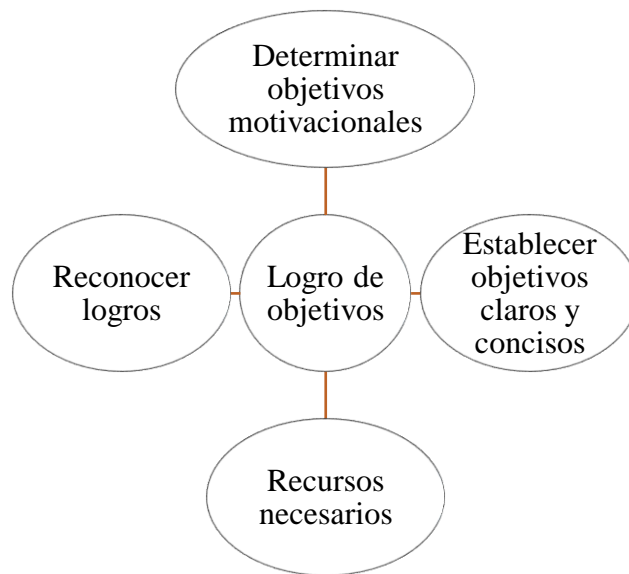 Determinar
objetivos
motivacionales
Reconocer
logros
Logro de
objetivos
Establecer
objetivos
claros y
concisos
Recursos
necesarios